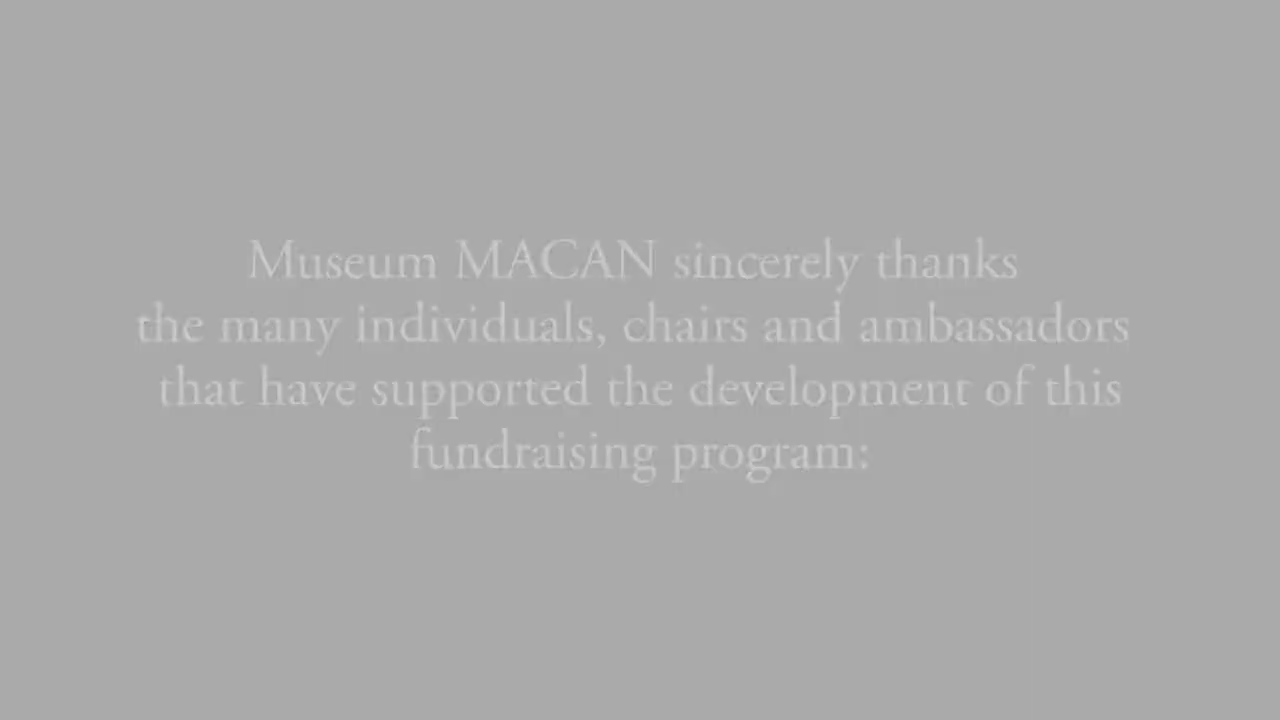 Museum MACAN sincerely thanks
the many individuals, chairs and ambassadors
that have supported the development of this
fundraising program: